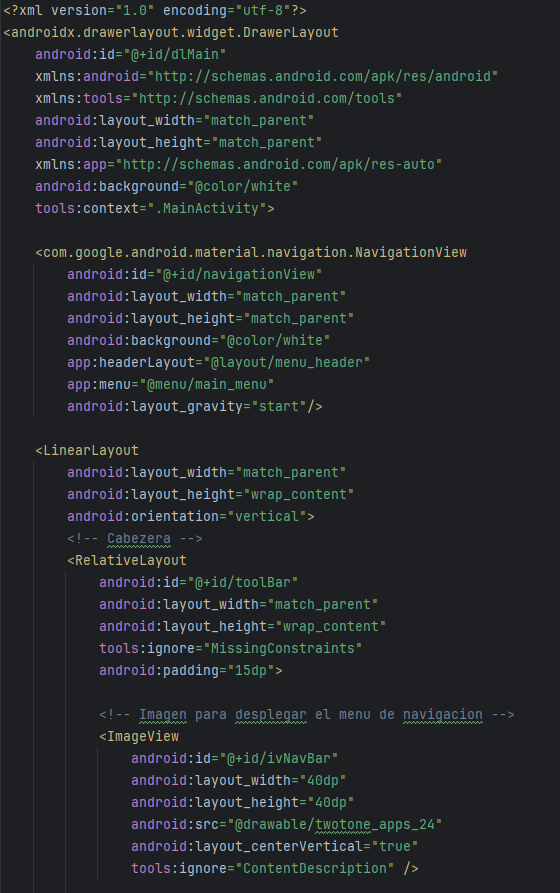 <?xml version="1.0" encoding="utf-8"?>
<androidx.drawerlayout.widget.DrawerLayout
    android:id="@+id/dlMain"
    xmlns:android="http://schemas.android.com/apk/res/android"
    xmlns:tools="http://schemas.android.com/tools"
    android:layout_width="match_parent"
    android:layout_height="match_parent"
    xmlns:app="http://schemas.android.com/apk/res-auto"
    android:background="@color/white"
    tools:context=".MainActivity">

    <com.google.android.material.navigation.NavigationView
        android:id="@+id/navigationView"
        android:layout_width="match_parent"
        android:layout_height="match_parent"
        android:background="@color/white"
        app:headerLayout="@layout/menu_header"
        app:menu="@menu/main_menu"
        android:layout_gravity="start"/>

    <LinearLayout
        android:layout_width="match_parent"
        android:layout_height="wrap_content"
        android:orientation="vertical">
        <!-- Cabezera -->
        <RelativeLayout
            android:id="@+id/toolBar"
            android:layout_width="match_parent"
            android:layout_height="wrap_content"
            tools:ignore="MissingConstraints"
            android:padding="15dp">

            <!-- Imagen para desplegar el menu de navigacion -->
            <ImageView
                android:id="@+id/ivNavBar"
                android:layout_width="40dp"
                android:layout_height="40dp"
                android:src="@drawable/twotone_apps_24"
                android:layout_centerVertical="true"
                tools:ignore="ContentDescription" />